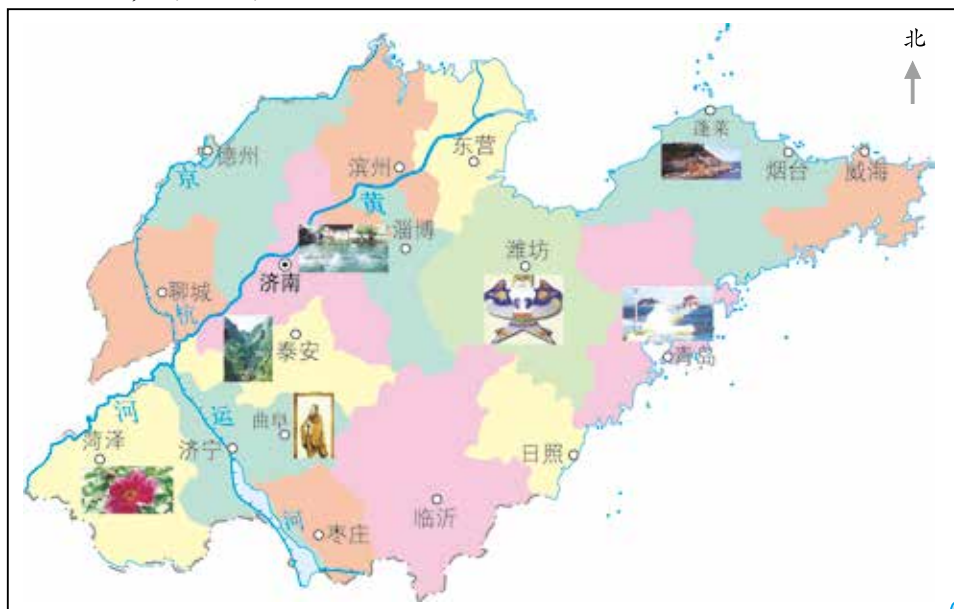 北
蓬莱
德州
东营
烟台
威海
滨州
京
黄
淄博
潍坊
济南
聊城
杭
泰安
青岛
河
运
曲阜
菏泽
济宁
日照
临沂
河
枣庄